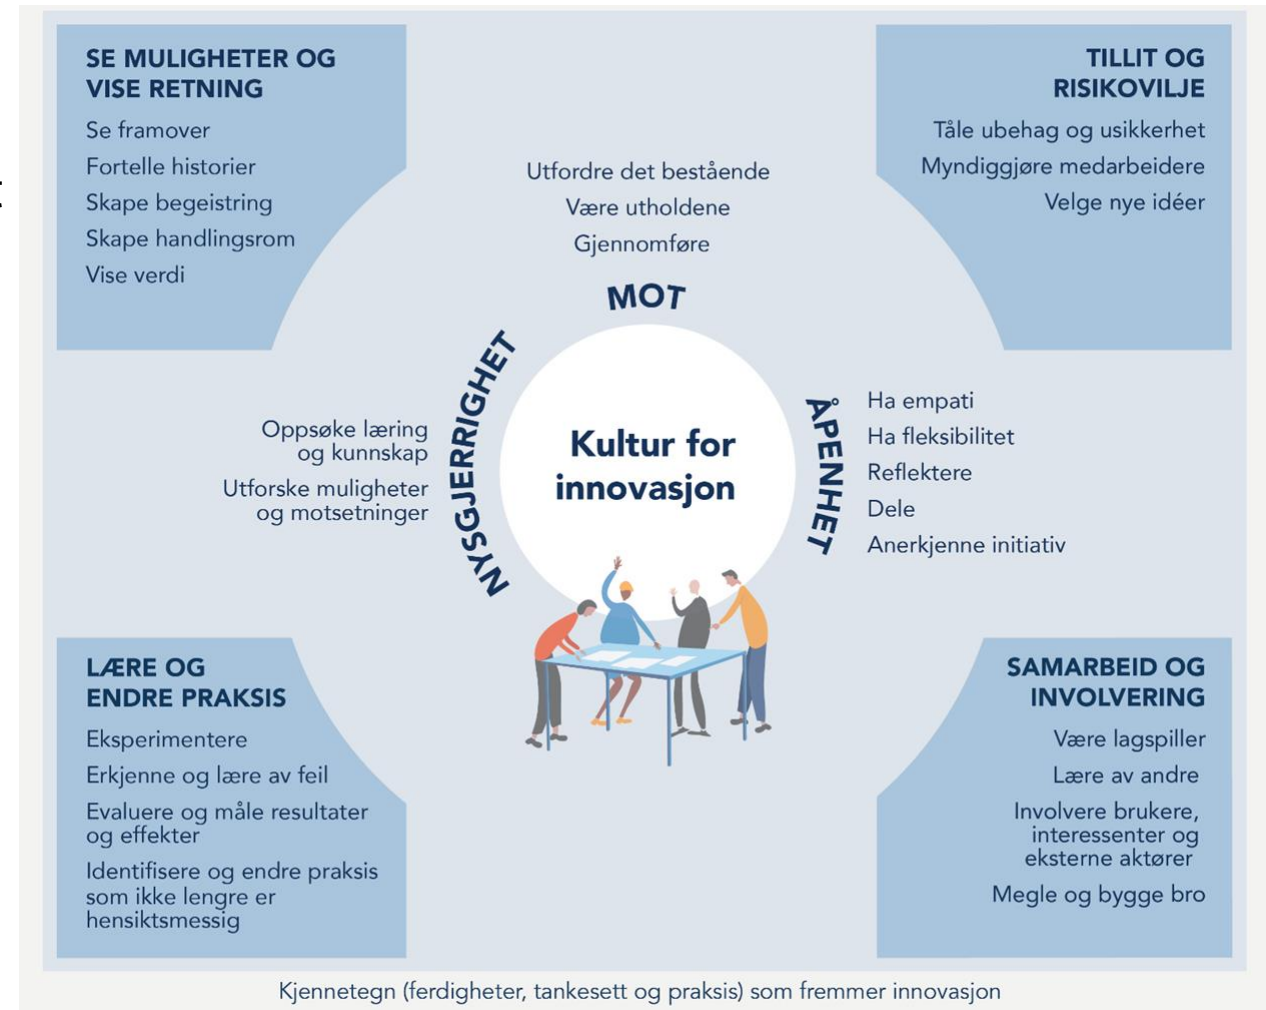 SE MULIGHETER OG
VISE RETNING
Se framover
Fortelle historier
Skape begeistring
Skape handlingsrom
Vise verdi
TILLIT OG
RISIKOVILJE
Tåle ubehag og usikkerhet
Myndiggjøre medarbeidere
Velge nye idéer
Utfordre det bestående
Være utholdene
Gjennomføre
MOT
NYSGJERRIGHET
Oppsøke læring
og kunnskap
Utforske muligheter
og motsetninger
Kultur for
innovasjon
ÅPENHET
Ha empati
Ha fleksibilitet
Reflektere
Dele
Anerkjenne initiativ
LÆRE OG
ENDRE PRAKSIS
Eksperimentere
Erkjenne og lære av feil
Evaluere og måle resultater
og effekter
Identifisere og endre praksis
som ikke lengre er
hensiktsmessig
SAMARBEID OG
INVOLVERING
Være lagspiller
Lære av andre
Involvere brukere,
interessenter og
eksterne aktører
Megle og bygge bro
Kjennetegn (ferdigheter, tankesett og praksis) som fremmer innovasjon